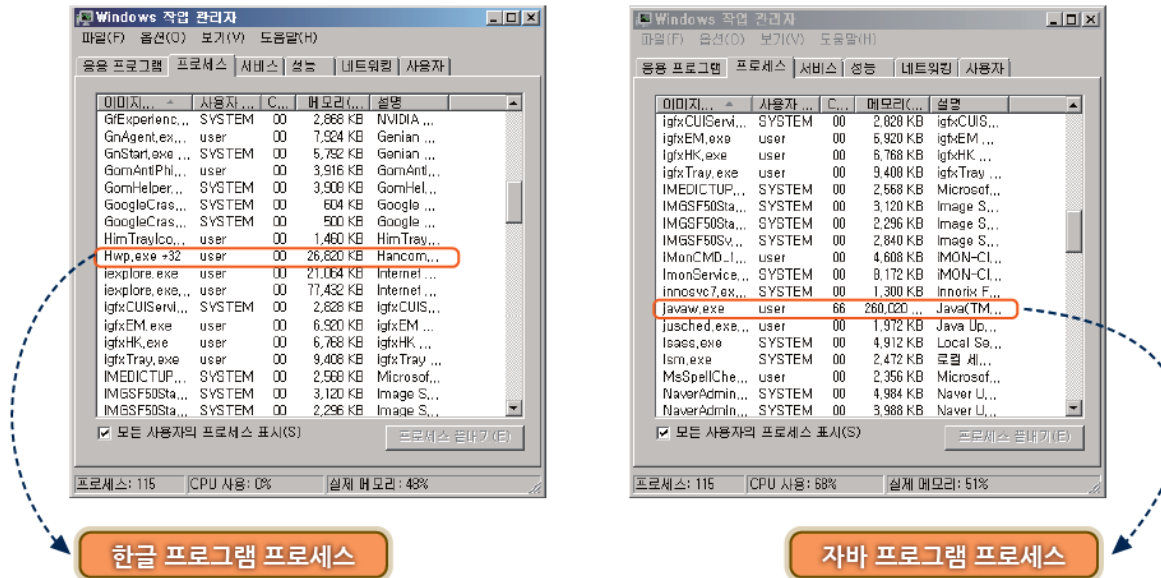 Windows 작업 관리자
파일(F) 옵션(O) 보기(V) 도움말(H)
응용 프로그램 프로세스 서비스 성능 네트워킹 사용자
이미지... 사용자 ... C... 메모리(... 설명
GfExperienc... SYSTEM 00 2,868 KB NVIDIA ...
GnAgent,ex... user 00 7,924 KB Genian ...
GnStart,exe ... SYSTEM 00 5,792 KB Genian ...
GomAntiPhi... user 00 3,916 KB GomAnti...
GomHelper... SYSTEM 00 3,908 KB GomHel...
GoogleCras... SYSTEM 00 604 KB Google ...
GoogleCras... SYSTEM 00 500 KB Google ...
HimTrayIco... user 00 1,460 KB HimTray...
Hwp,exe *32 user 00 26,820 KB Hancom...
iexplore.exe user 00 21,064 KB Internet ...
iexplore,exe... user 00 77,432 KB Internet ...
igfxCUIServi... SYSTEM 00 2,828 KB igfxCUIS...
igfxEM,exe user 00 6,920 KB igfxEM ...
igfxHK,exe user 00 6,768 KB igfxHK ...
igfxTray,exe user 00 9,408 KB igfxTray ...
IMEDICTUP... SYSTEM 00 2,568 KB Microsof...
IMGSF50Sta... SYSTEM 00 3,120 KB Image S...
IMGSF50Sta... SYSTEM 00 2,296 KB Image S...
모든 사용자의 프로세스 표시(S) 프로세스 끝내기(E)
프로세스: 115 CPU 사용: 0% 실제 메모리: 48%
한글 프로그램 프로세스
Windows 작업 관리자
파일(F) 옵션(O) 보기(V) 도움말(H)
응용 프로그램 프로세스 서비스 성능 네트워킹 사용자
이미지... 사용자 ... C... 메모리(... 설명
igfxCUIServi... SYSTEM 00 2,828 KB igfxCUIS...
igfxEM,exe user 00 6,920 KB igfxEM ...
igfxHK,exe user 00 6,768 KB igfxHK ...
igfxTray,exe user 00 9,408 KB igfxTray ...
IMEDICTUP... SYSTEM 00 2,568 KB Microsof...
IMGSF50Sta... SYSTEM 00 3,120 KB Image S...
IMGSF50Sta... SYSTEM 00 2,296 KB Image S...
IMGSF50Sv... SYSTEM 00 2,840 KB Image S...
IMonCMD_I... user 00 4,608 KB iMON-Cl...
ImonService... SYSTEM 00 8,172 KB iMON-Cl...
innosvc7,ex... SYSTEM 00 1,300 KB Innorix F...
Javaw,exe user 66 260,020 ... Java(TM...
jusched,exe... user 00 1,972 KB Java Up...
lsass,exe SYSTEM 00 4,912 KB Local Se...
lsm,exe SYSTEM 00 2,472 KB 로컬 세...
MsSpellChe... user 00 2,356 KB Microsof...
NaverAdmin... SYSTEM 00 4,984 KB Naver U...
NaverAdmin... SYSTEM 00 3,988 KB Naver U...
모든 사용자의 프로세스 표시(S) 프로세스 끝내기(E)
프로세스: 115 CPU 사용: 68% 실제 메모리: 51%
자바 프로그램 프로세스